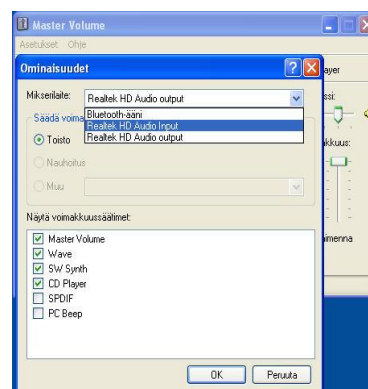 Master Volume
Asetukset Ohje
Ominaisuudet
ayer
Mikserilaite: Realtek HD Audio output
Bluetooth-ääni
Realtek HD Audio Input
Realtek HD Audio output
ssi:
Säädä voima
Toisto
kkuus:
Nauhoitus
Muu
Näytä voimakkuussäätimet:
imenna
Master Volume
Wave
SW Synth
CD Player
SPDIF
PC Beep
OK Peruuta